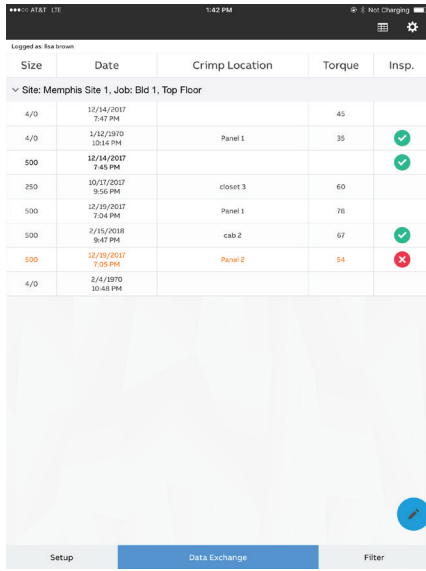 AT&T LTE 1:42 PM Not Charging
Logged as: lisa brown
Size Date Crimp Location Torque Insp.
Site: Memphis Site 1, Job: Bld 1, Top Floor
4/0 12/14/2017 7:47 PM 45
4/0 1/12/1970 10:14 PM Panel 1 35
500 12/14/2017 7:45 PM
250 10/17/2017 9:56 PM closet 3 60
500 12/19/2017 7:04 PM Panel 1 78
500 2/15/2018 9:47 PM cab 2 67
500 12/19/2017 7:05 PM Panel 2 54
4/0 2/4/1970 10:48 PM
Setup Data Exchange Filter